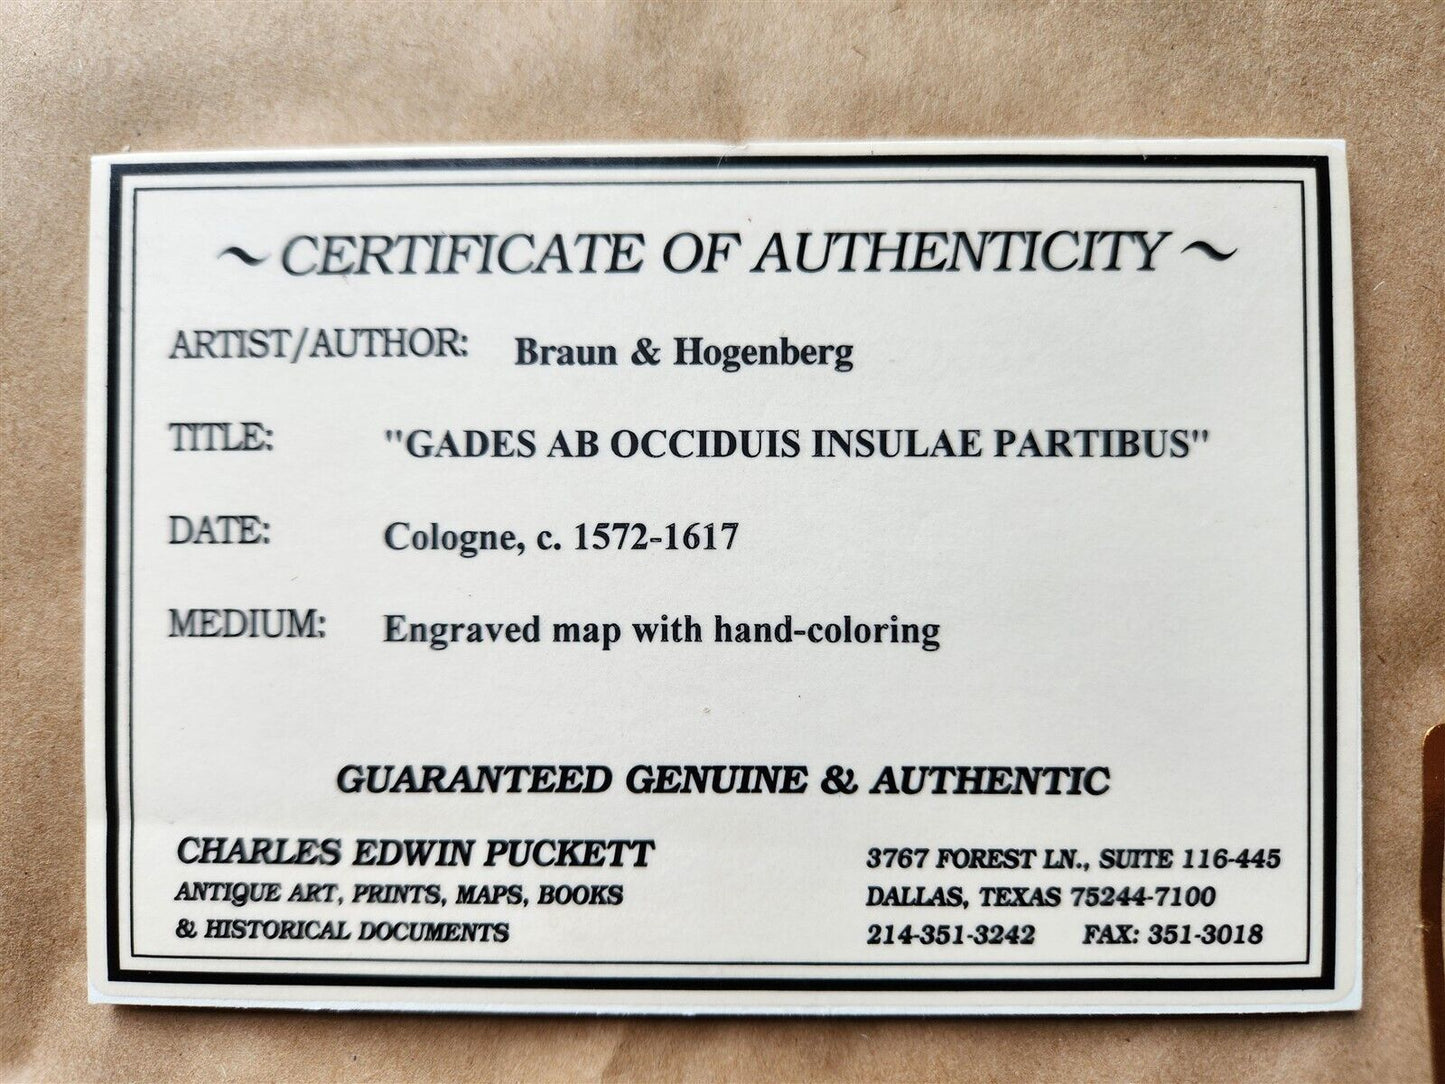 ~ CERTIFICATE OF AUTHENTICITY ~
ARTIST/AUTHOR: Braun & Hogenberg
TITLE: "GADES AB OCCIDUIS INSULAE PARTIBUS"
DATE: Cologne, c. 1572-1617
MEDIUM: Engraved map with hand-coloring
GUARANTEED GENUINE & AUTHENTIC
CHARLES EDWIN PUCKETT
ANTIQUE ART, PRINTS, MAPS, BOOKS
& HISTORICAL DOCUMENTS
3767 FOREST LN., SUITE 116-445
DALLAS, TEXAS 75244-7100
214-351-3242 FAX: 351-3018